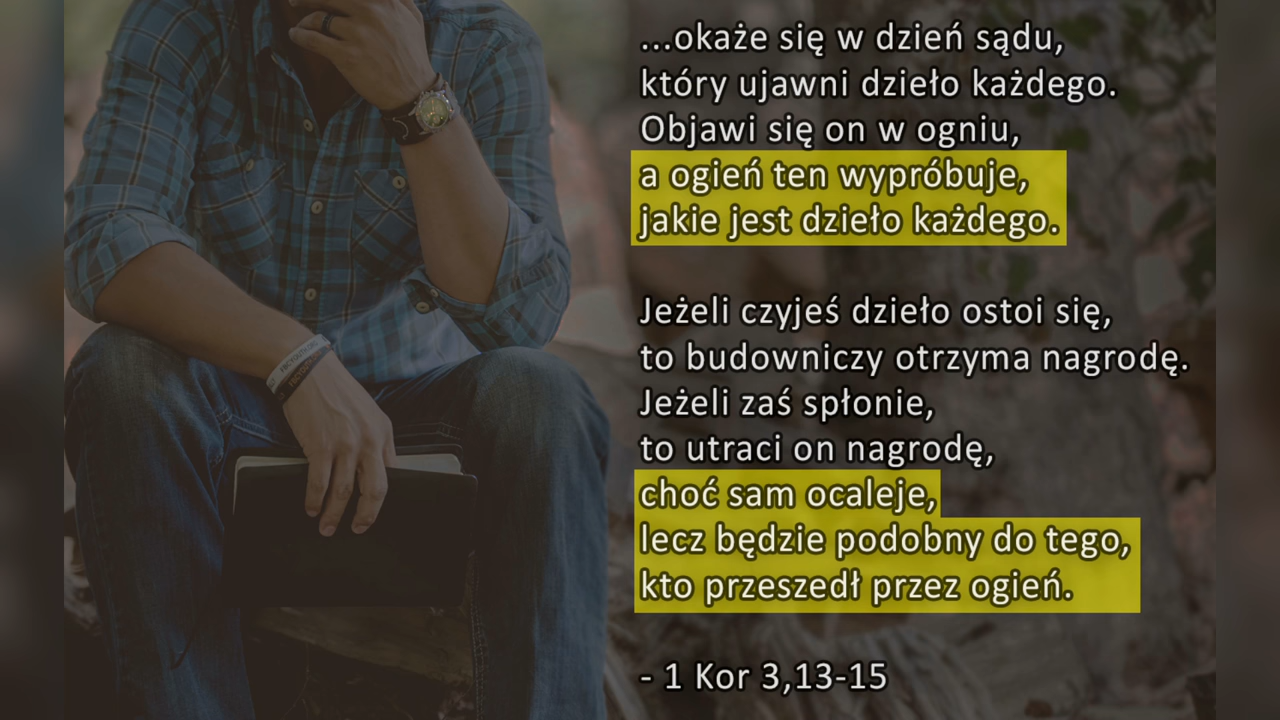 ...okaże się w dzień sądu,
który ujawni dzieło każdego.
Objawi się on w ogniu,
a ogień ten wypróbuje,
jakie jest dzieło każdego.
Jeżeli czyjeś dzieło ostoi się,
to budowniczy otrzyma nagrodę.
Jeżeli zaś spłonie,
to utraci on nagrodę,
choć sam ocaleje,
lecz będzie podobny do tego,
kto przeszedł przez ogień.
- 1 Kor 3,13-15